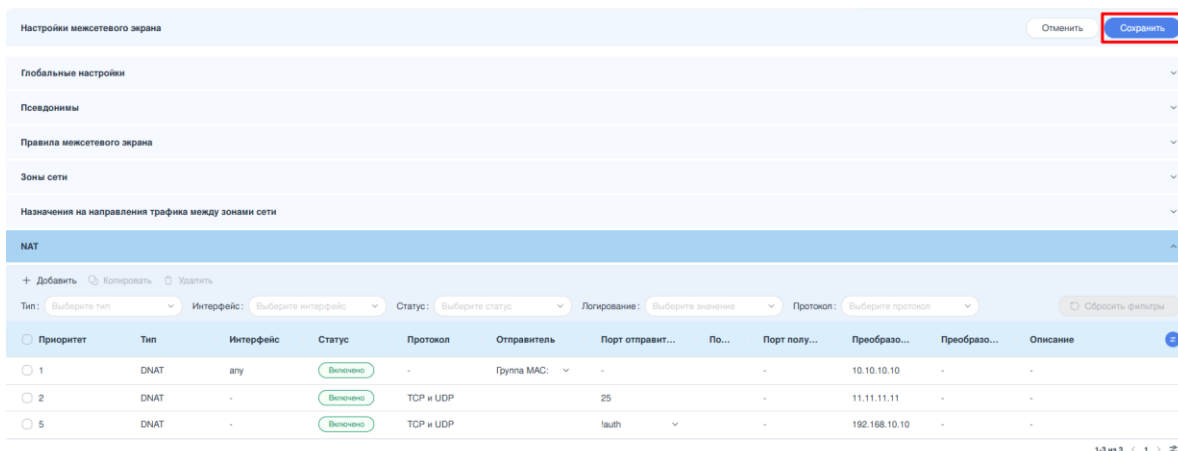 Настройки межсетевого экрана Отменить Сохранить
Глобальные настройки
Псевдонимы
Правила межсетевого экрана
Зоны сети
Назначения на направления трафика между зонами сети
NAT
+ Добавить Копировать Удалить
Тип: Выберите тип Интерфейс: Выберите интерфейс Статус: Выберите статус Логирование: Выберите значение Протокол: Выберите протокол Сбросить фильтры
Приоритет Тип Интерфейс Статус Протокол Отправитель Порт отправит... По... Порт полу... Преобразо... Преобразо... Описание
1 DNAT any Включено - Группа MAC: - - 10.10.10.10 - -
2 DNAT - Включено TCP и UDP 25 - 11.11.11.11 - -
5 DNAT - Включено TCP и UDP !auth - 192.168.10.10 - -
1-3 из 3 < 1 >